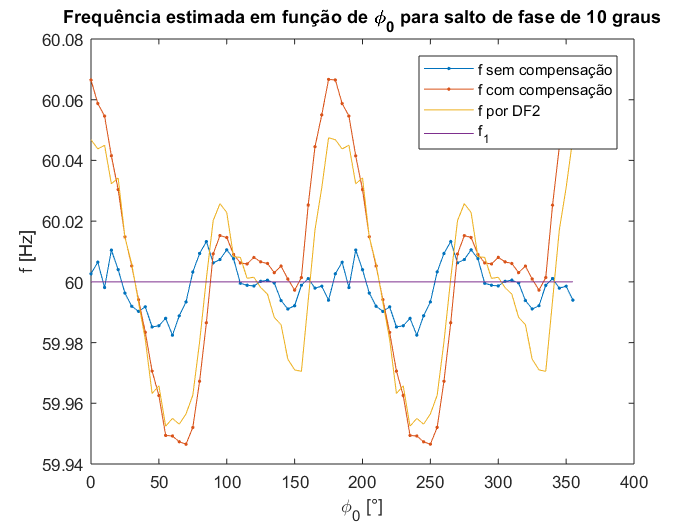 Frequência estimada em função de ϕ0 para salto de fase de 10 graus
60.08
60.06
60.04
60.02
60
59.98
59.96
59.94
f [Hz]
f sem compensação
f com compensação
f por DF2
f1
0
50
100
150
200
250
300
350
400
ϕ0 [°]